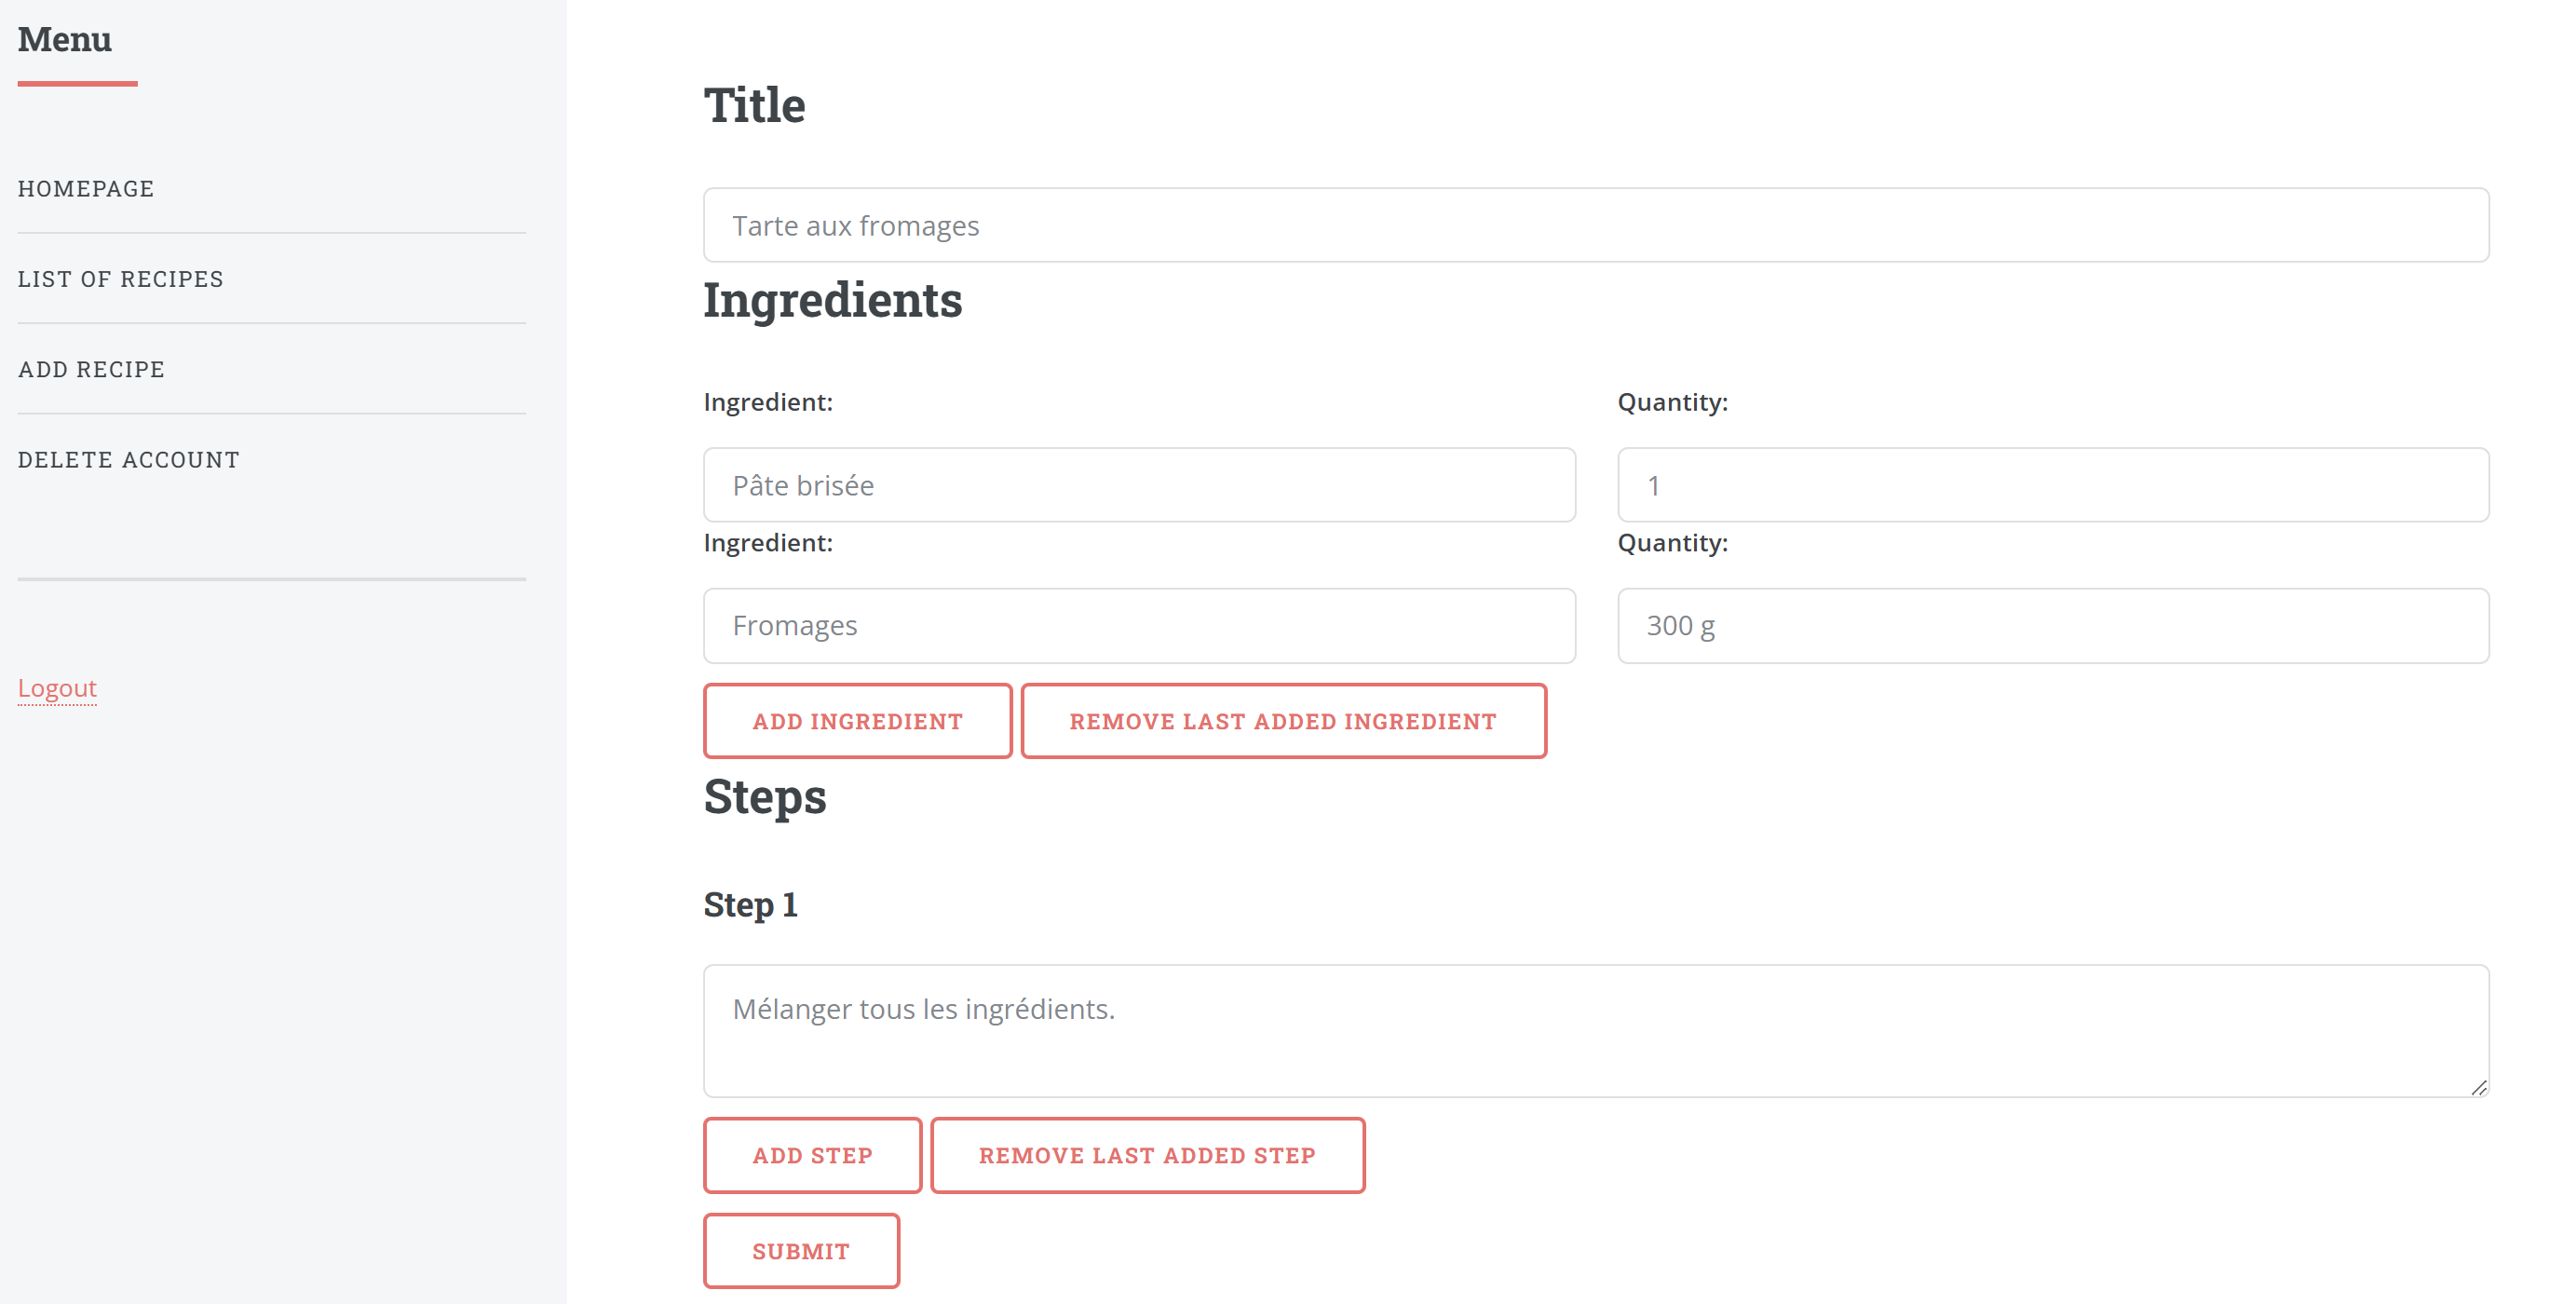 Menu
HOMEPAGE
LIST OF RECIPES
ADD RECIPE
DELETE ACCOUNT
Logout
Title
Tarte aux fromages
Ingredients
Ingredient: Quantity:
Pâte brisée 1
Ingredient: Quantity:
Fromages 300 g
ADD INGREDIENT REMOVE LAST ADDED INGREDIENT
Steps
Step 1
Mélanger tous les ingrédients.
ADD STEP REMOVE LAST ADDED STEP
SUBMIT